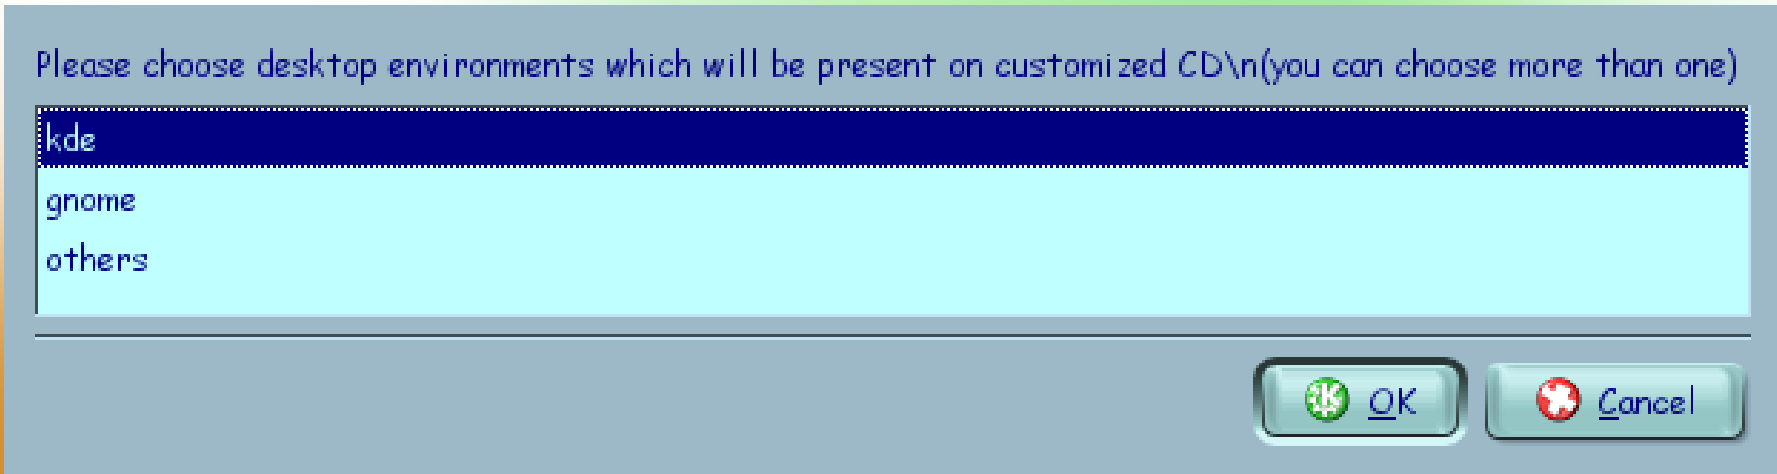 Please choose desktop environments which will be present on customized CD\n(you can choose more than one)
kde
gnome
others
OK
Cancel